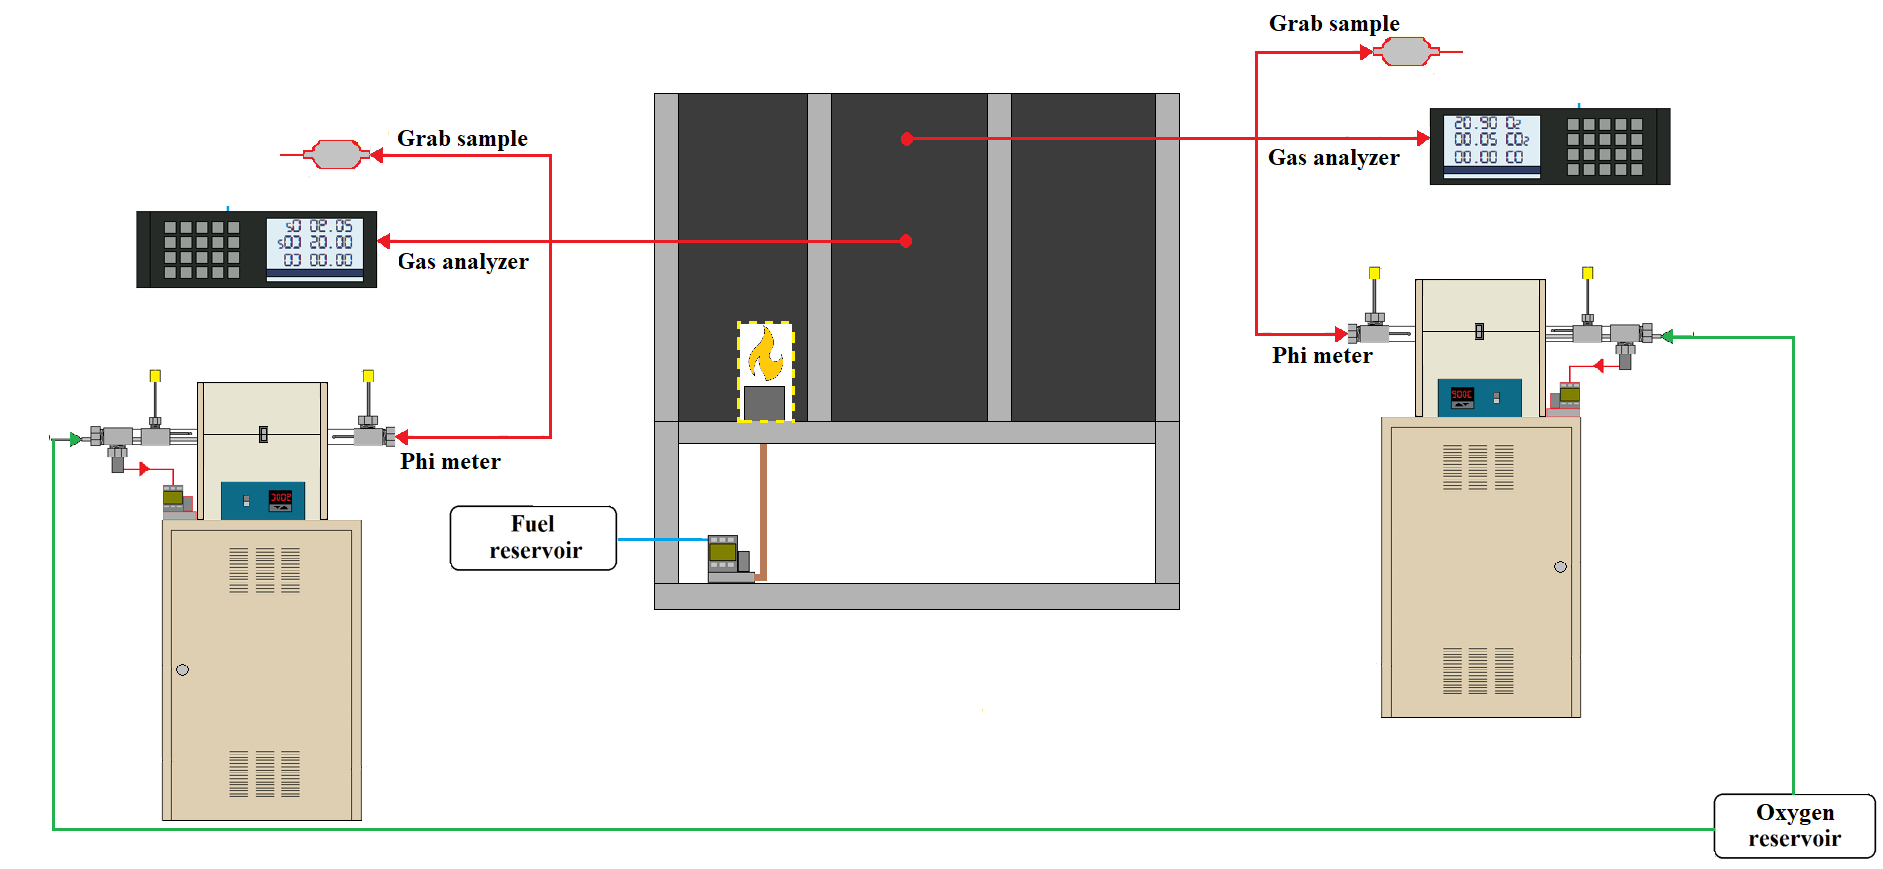 Grab sample
20.90 O2
00.05 CO2
00.00 CO
Gas analyzer
Grab sample
Gas analyzer
Phi meter
Phi meter
Fuel
reservoir
Oxygen
reservoir